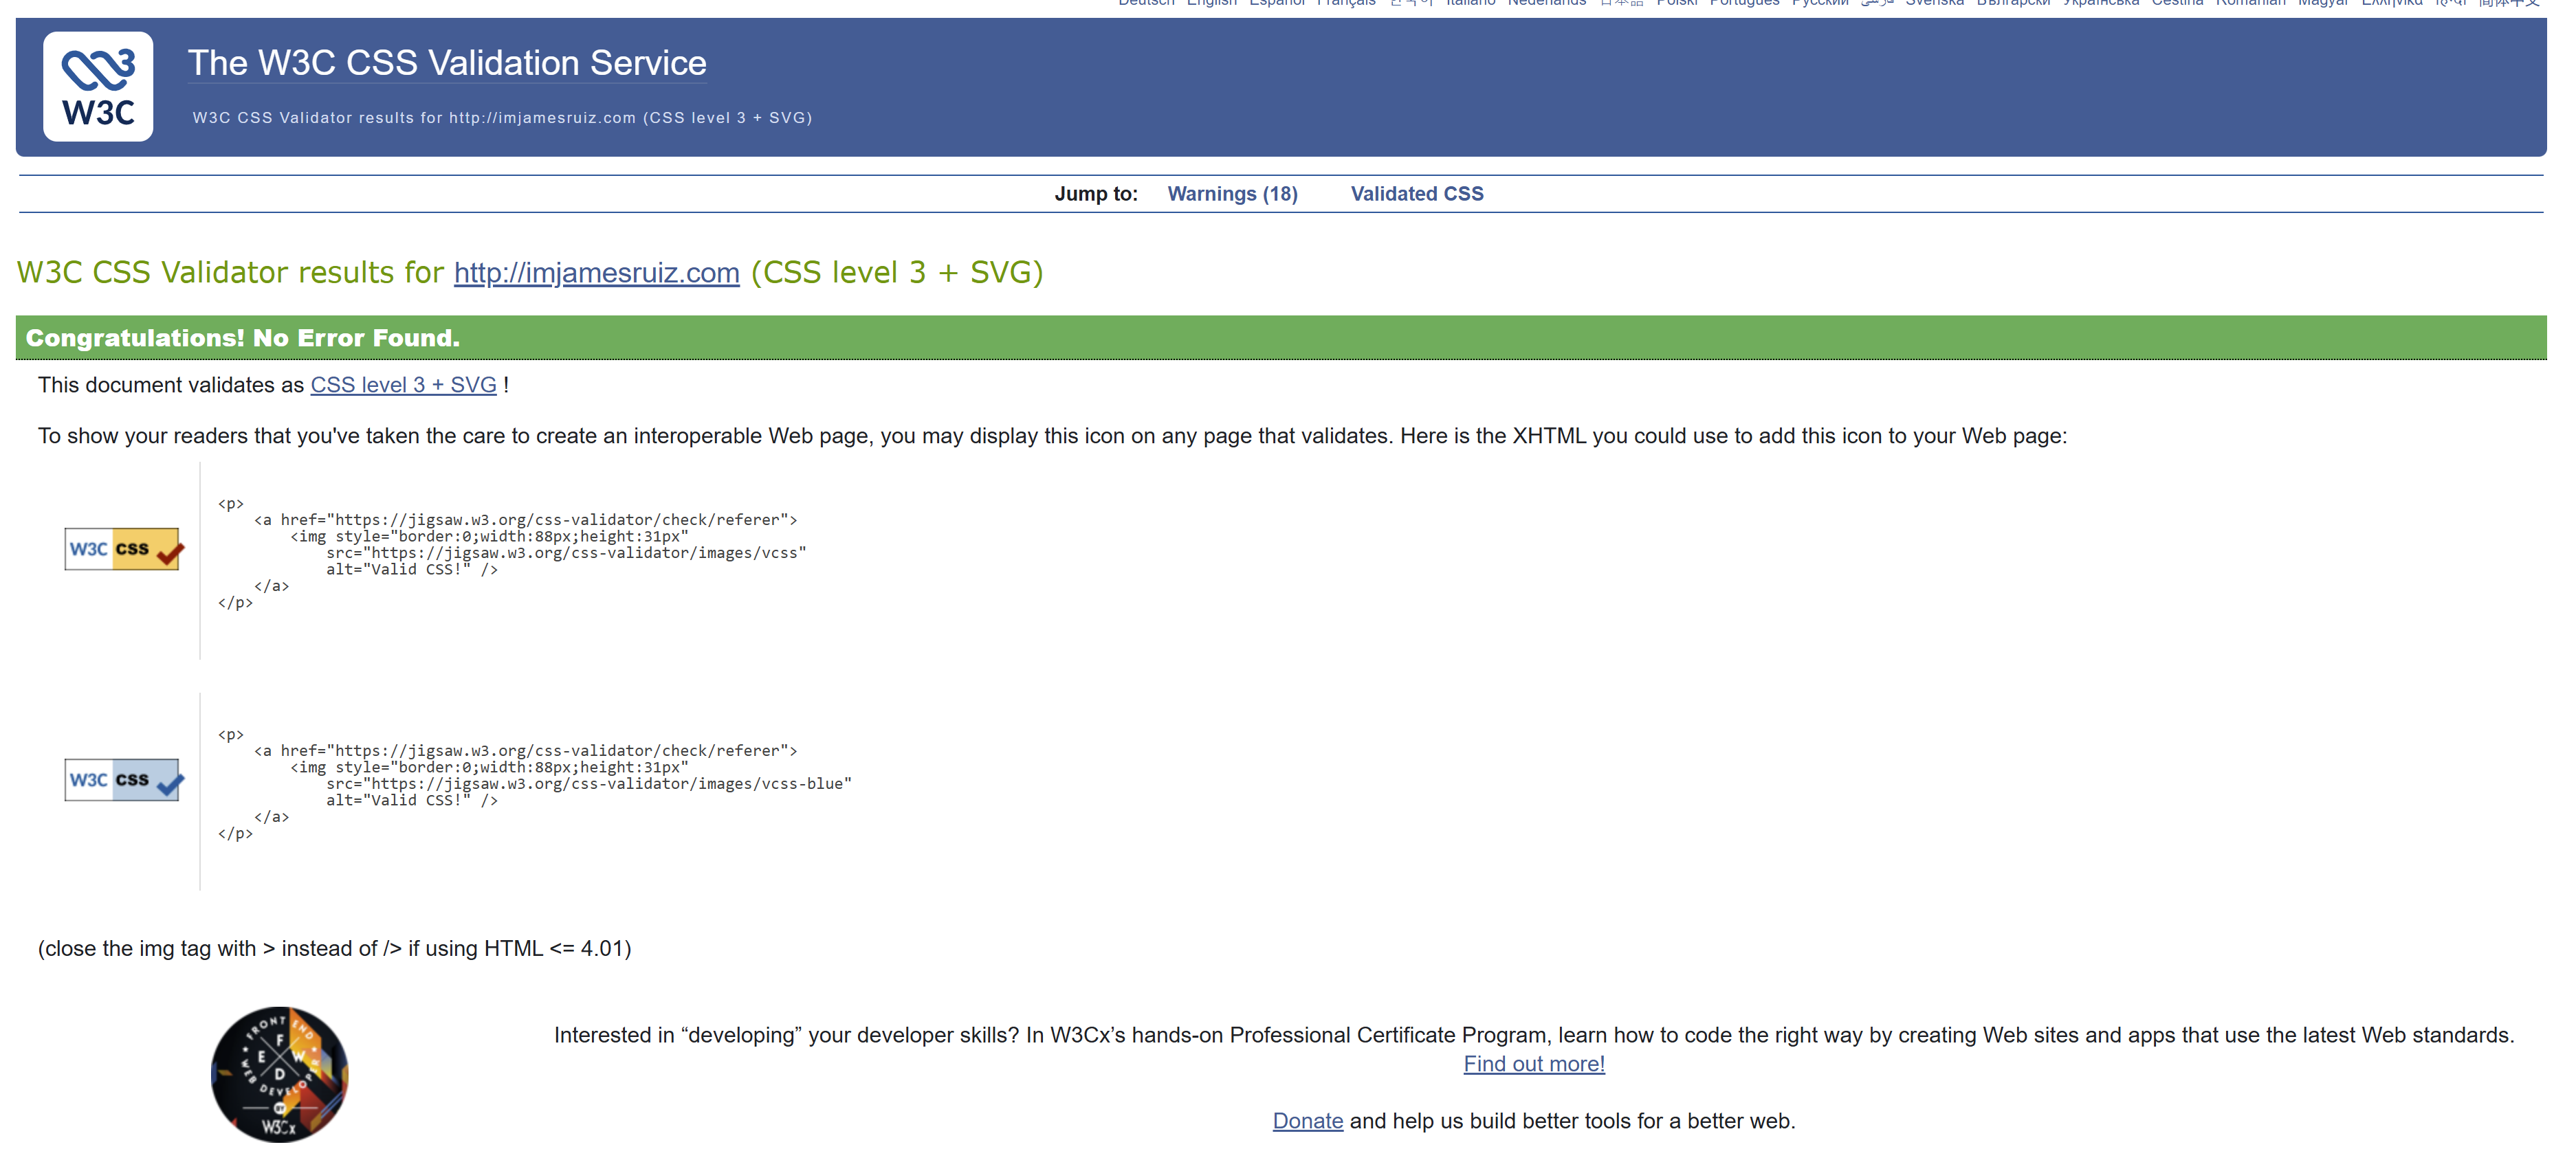 Deutsch English Español Français 한국어 Italiano Nederlands 日本語 Polski Português Русский فارسی Svenska Български Українська Čeština Romanian Magyar Ελληνικά हिन्दी 简体中文
W3C
The W3C CSS Validation Service
W3C CSS Validator results for http://imjamesruiz.com (CSS level 3 + SVG)
Jump to: Warnings (18) Validated CSS
W3C CSS Validator results for http://imjamesruiz.com (CSS level 3 + SVG)
Congratulations! No Error Found.
This document validates as CSS level 3 + SVG !
To show your readers that you've taken the care to create an interoperable Web page, you may display this icon on any page that validates. Here is the XHTML you could use to add this icon to your Web page:
W3C css
<p>
<a href="https://jigsaw.w3.org/css-validator/check/referer">
<img style="border:0;width:88px;height:31px"
src="https://jigsaw.w3.org/css-validator/images/vcss"
alt="Valid CSS!" />
</a>
</p>
W3C css
<p>
<a href="https://jigsaw.w3.org/css-validator/check/referer">
<img style="border:0;width:88px;height:31px"
src="https://jigsaw.w3.org/css-validator/images/vcss-blue"
alt="Valid CSS!" />
</a>
</p>
(close the img tag with > instead of /> if using HTML <= 4.01)
FRONT END
F
E W
D
WEB DEVELOPER
BY
W3Cx
Interested in “developing” your developer skills? In W3Cx’s hands-on Professional Certificate Program, learn how to code the right way by creating Web sites and apps that use the latest Web standards.
Find out more!
Donate and help us build better tools for a better web.